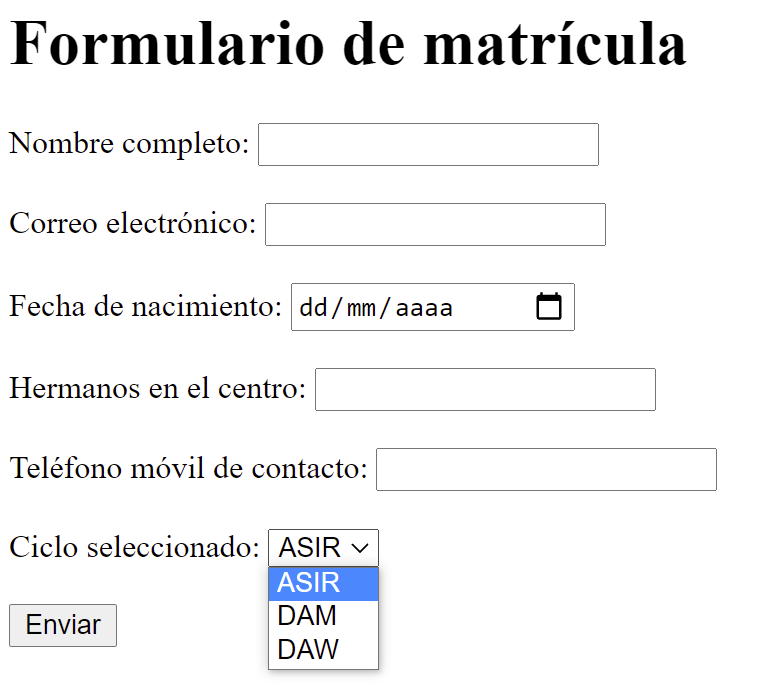 Formulario de matrícula
Nombre completo:
Correo electrónico:
Fecha de nacimiento: dd/mm/aaaa
Hermanos en el centro:
Teléfono móvil de contacto:
Ciclo seleccionado: ASIR
ASIR
DAM
DAW
Enviar